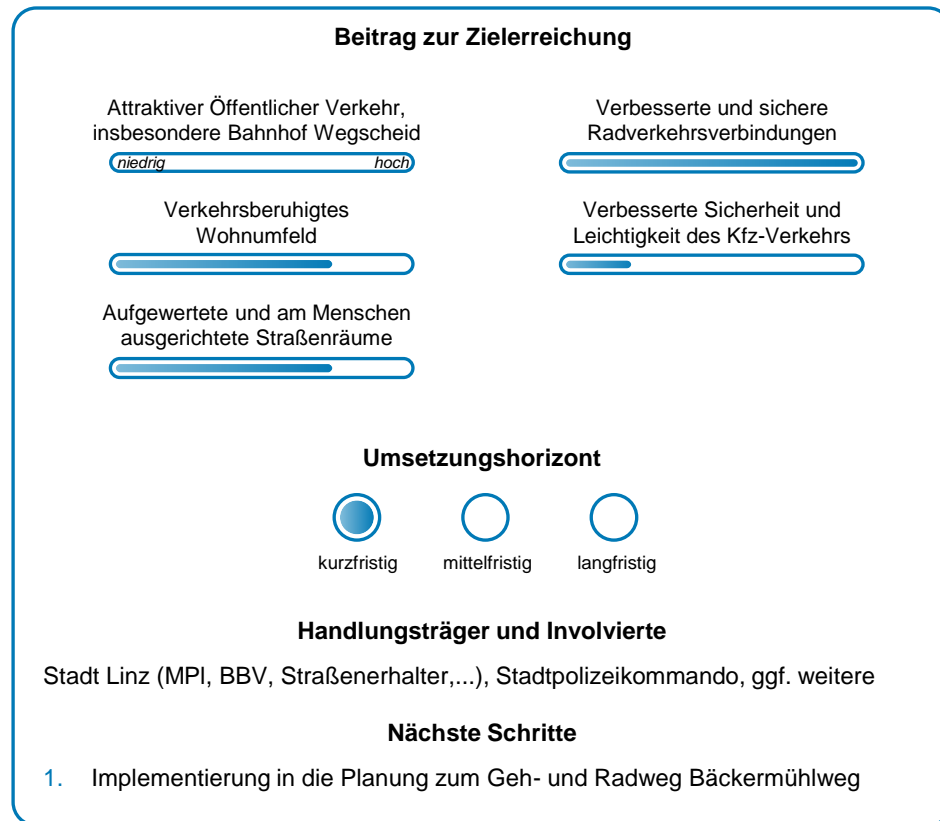 Beitrag zur Zielerreichung
Attraktiver Öffentlicher Verkehr,
insbesondere Bahnhof Wegscheid
niedrig hoch
Verbesserte und sichere
Radverkehrsverbindungen
Verkehrsberuhigtes
Wohnumfeld
Verbesserte Sicherheit und
Leichtigkeit des Kfz-Verkehrs
Aufgewertete und am Menschen
ausgerichtete Straßenräume
Umsetzungshorizont
kurzfristig mittelfristig langfristig
Handlungsträger und Involvierte
Stadt Linz (MPI, BBV, Straßenerhalter,...), Stadtpolizeikommando, ggf. weitere
Nächste Schritte
1. Implementierung in die Planung zum Geh- und Radweg Bäckermühlweg